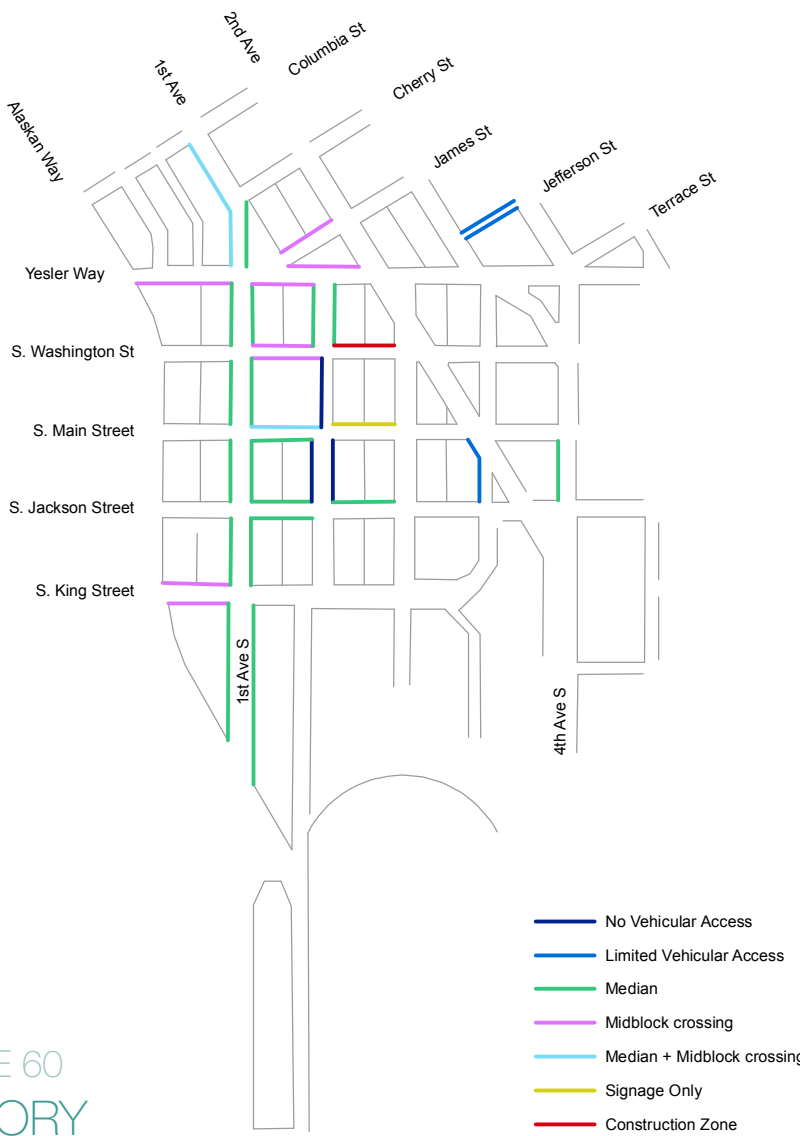 2nd Ave
Columbia St
1st Ave
Cherry St
Alaskan Way
James St
Jefferson St
Terrace St
Yesler Way
S. Washington St
S. Main Street
S. Jackson Street
S. King Street
1st Ave S
4th Ave S
No Vehicular Access
Limited Vehicular Access
Median
Midblock crossing
Median + Midblock crossing
Signage Only
Construction Zone
E 60
ORY